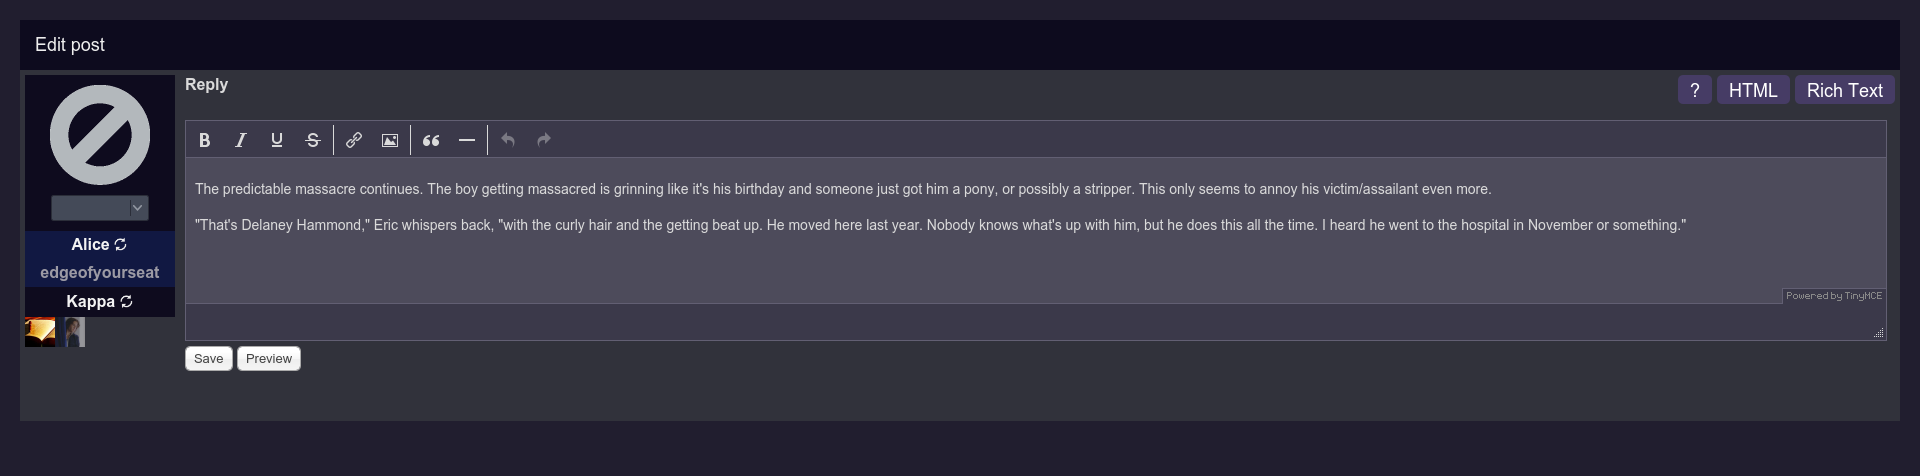 Edit post
Reply
? HTML Rich Text
The predictable massacre continues. The boy getting massacred is grinning like it's his birthday and someone just got him a pony, or possibly a stripper. This only seems to annoy his victim/assailant even more.
"That's Delaney Hammond," Eric whispers back, "with the curly hair and the getting beat up. He moved here last year. Nobody knows what's up with him, but he does this all the time. I heard he went to the hospital in November or something."
Alice
edgeofyourseat
Kappa
Powered by TinyMCE
Save Preview